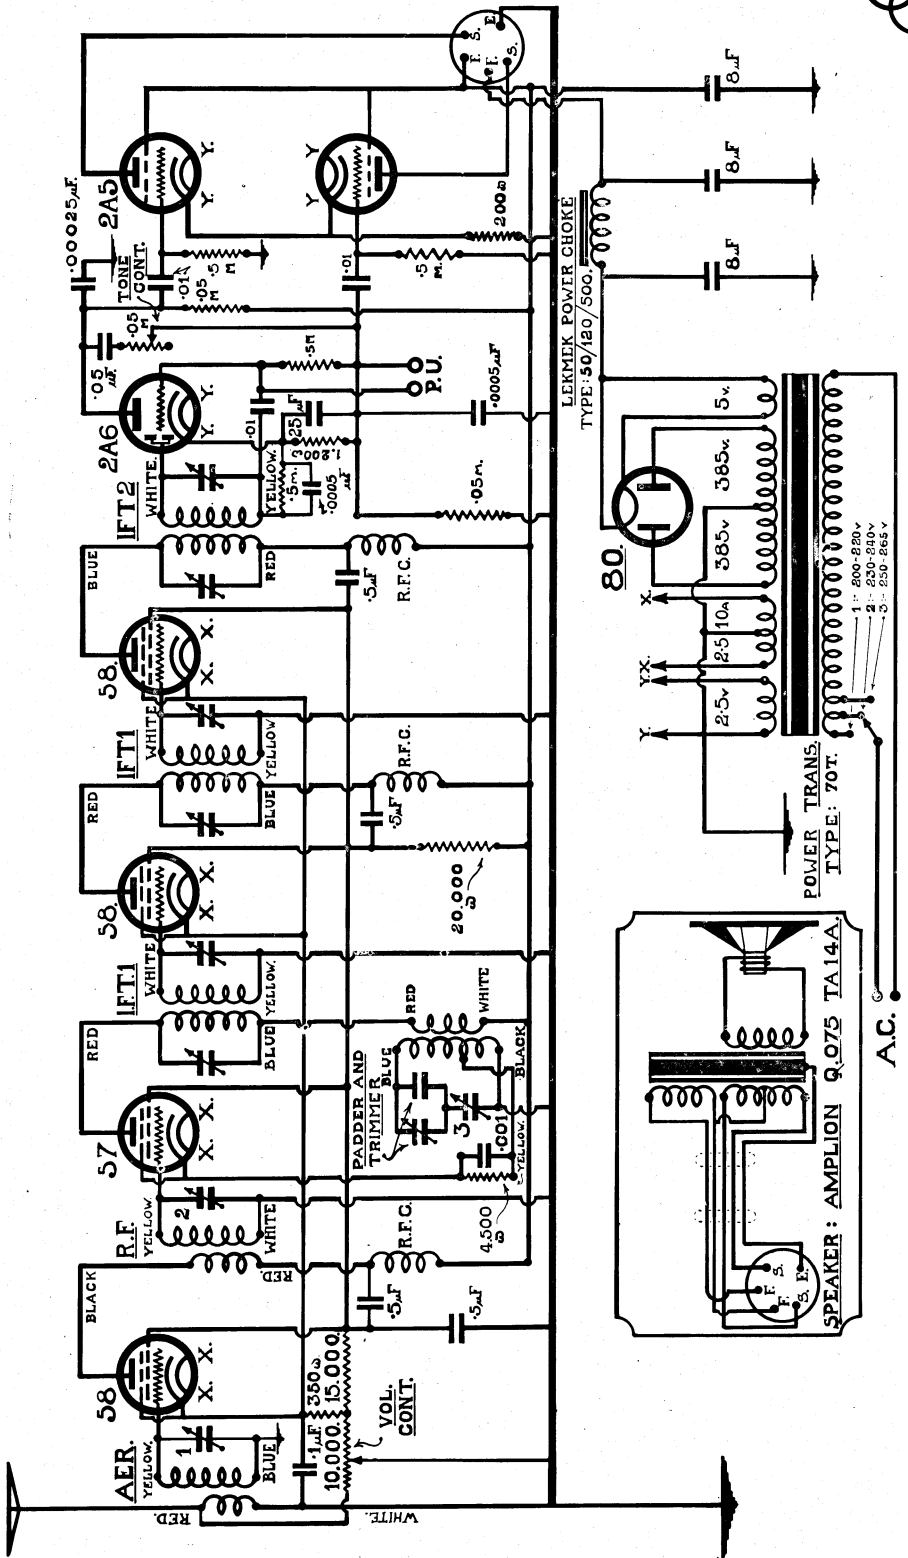 AER.
YELLOW.
1
BLUE
RED.
WHITE.
58
X. X.
BLACK
·1µF
350ω
10.000.
15.000.
VOL.
CONT.
R.F.
YELLOW.
2
WHITE
RED.
·5µF
·5µF
R.F.C.
57
X. X.
RED
4.500
ω
PADDER AND
TRIMMER
BLUE
3
·001
YELLOW.
BLACK
RED
WHITE
I.F.T.1
WHITE
YELLOW.
BLUE
58.
X. X.
RED
20.000
ω
·5µF
R.F.C.
IFT1
WHITE
YELLOW
BLUE
58.
X. X.
BLUE
RED
·5µF
R.F.C.
IFT2
WHITE.
YELLOW.
2A6
Y. Y.
·5m.
·0005
µF
1,200ω
25µF
·01
·5M
·05m.
P.U.
·0005µF
·05
µF
·05
M
TONE
CONT.
·00025µF.
·01
·05
M
·5
M
2A5
Y. Y.
Y Y
·01
·5
M.
200ω
S. E.
F. F.
S.
LEKMEK POWER CHOKE
TYPE: 50/120/500.
8µF
8µF
8µF
80.
Y. Y.X. X.
2·5v 2·5 10A 385v 385v. 5v.
1:- 200-220v
2:- 230-240v
3:- 250-265v
POWER TRANS.
TYPE: 70T.
A.C.
F. S.
F. S. E.
SPEAKER: AMPLION Q.075 TA14A.